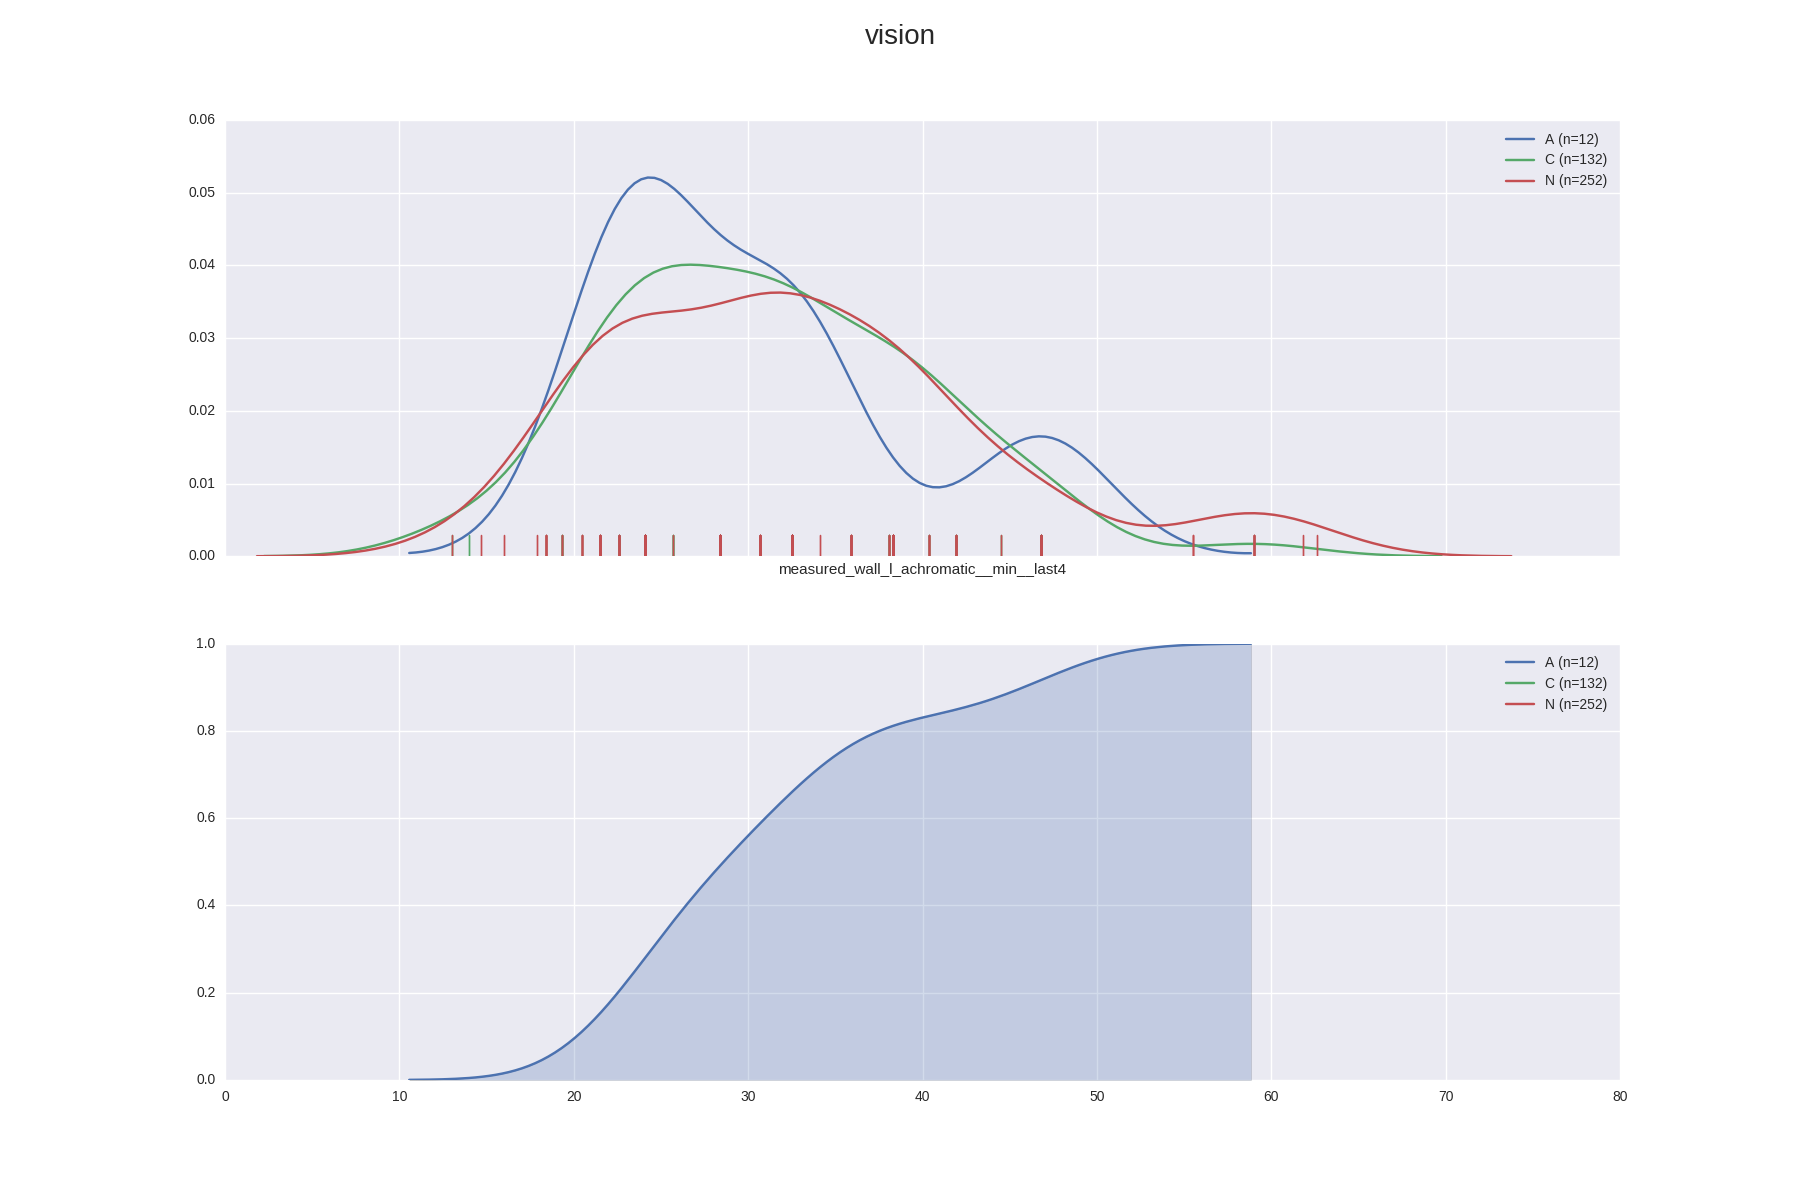 vision
0.06
0.05
0.04
0.03
0.02
0.01
0.00
A (n=12)
C (n=132)
N (n=252)
measured_wall_l_achromatic__min__last4
1.0
0.8
0.6
0.4
0.2
0.0
A (n=12)
C (n=132)
N (n=252)
0 10 20 30 40 50 60 70 80